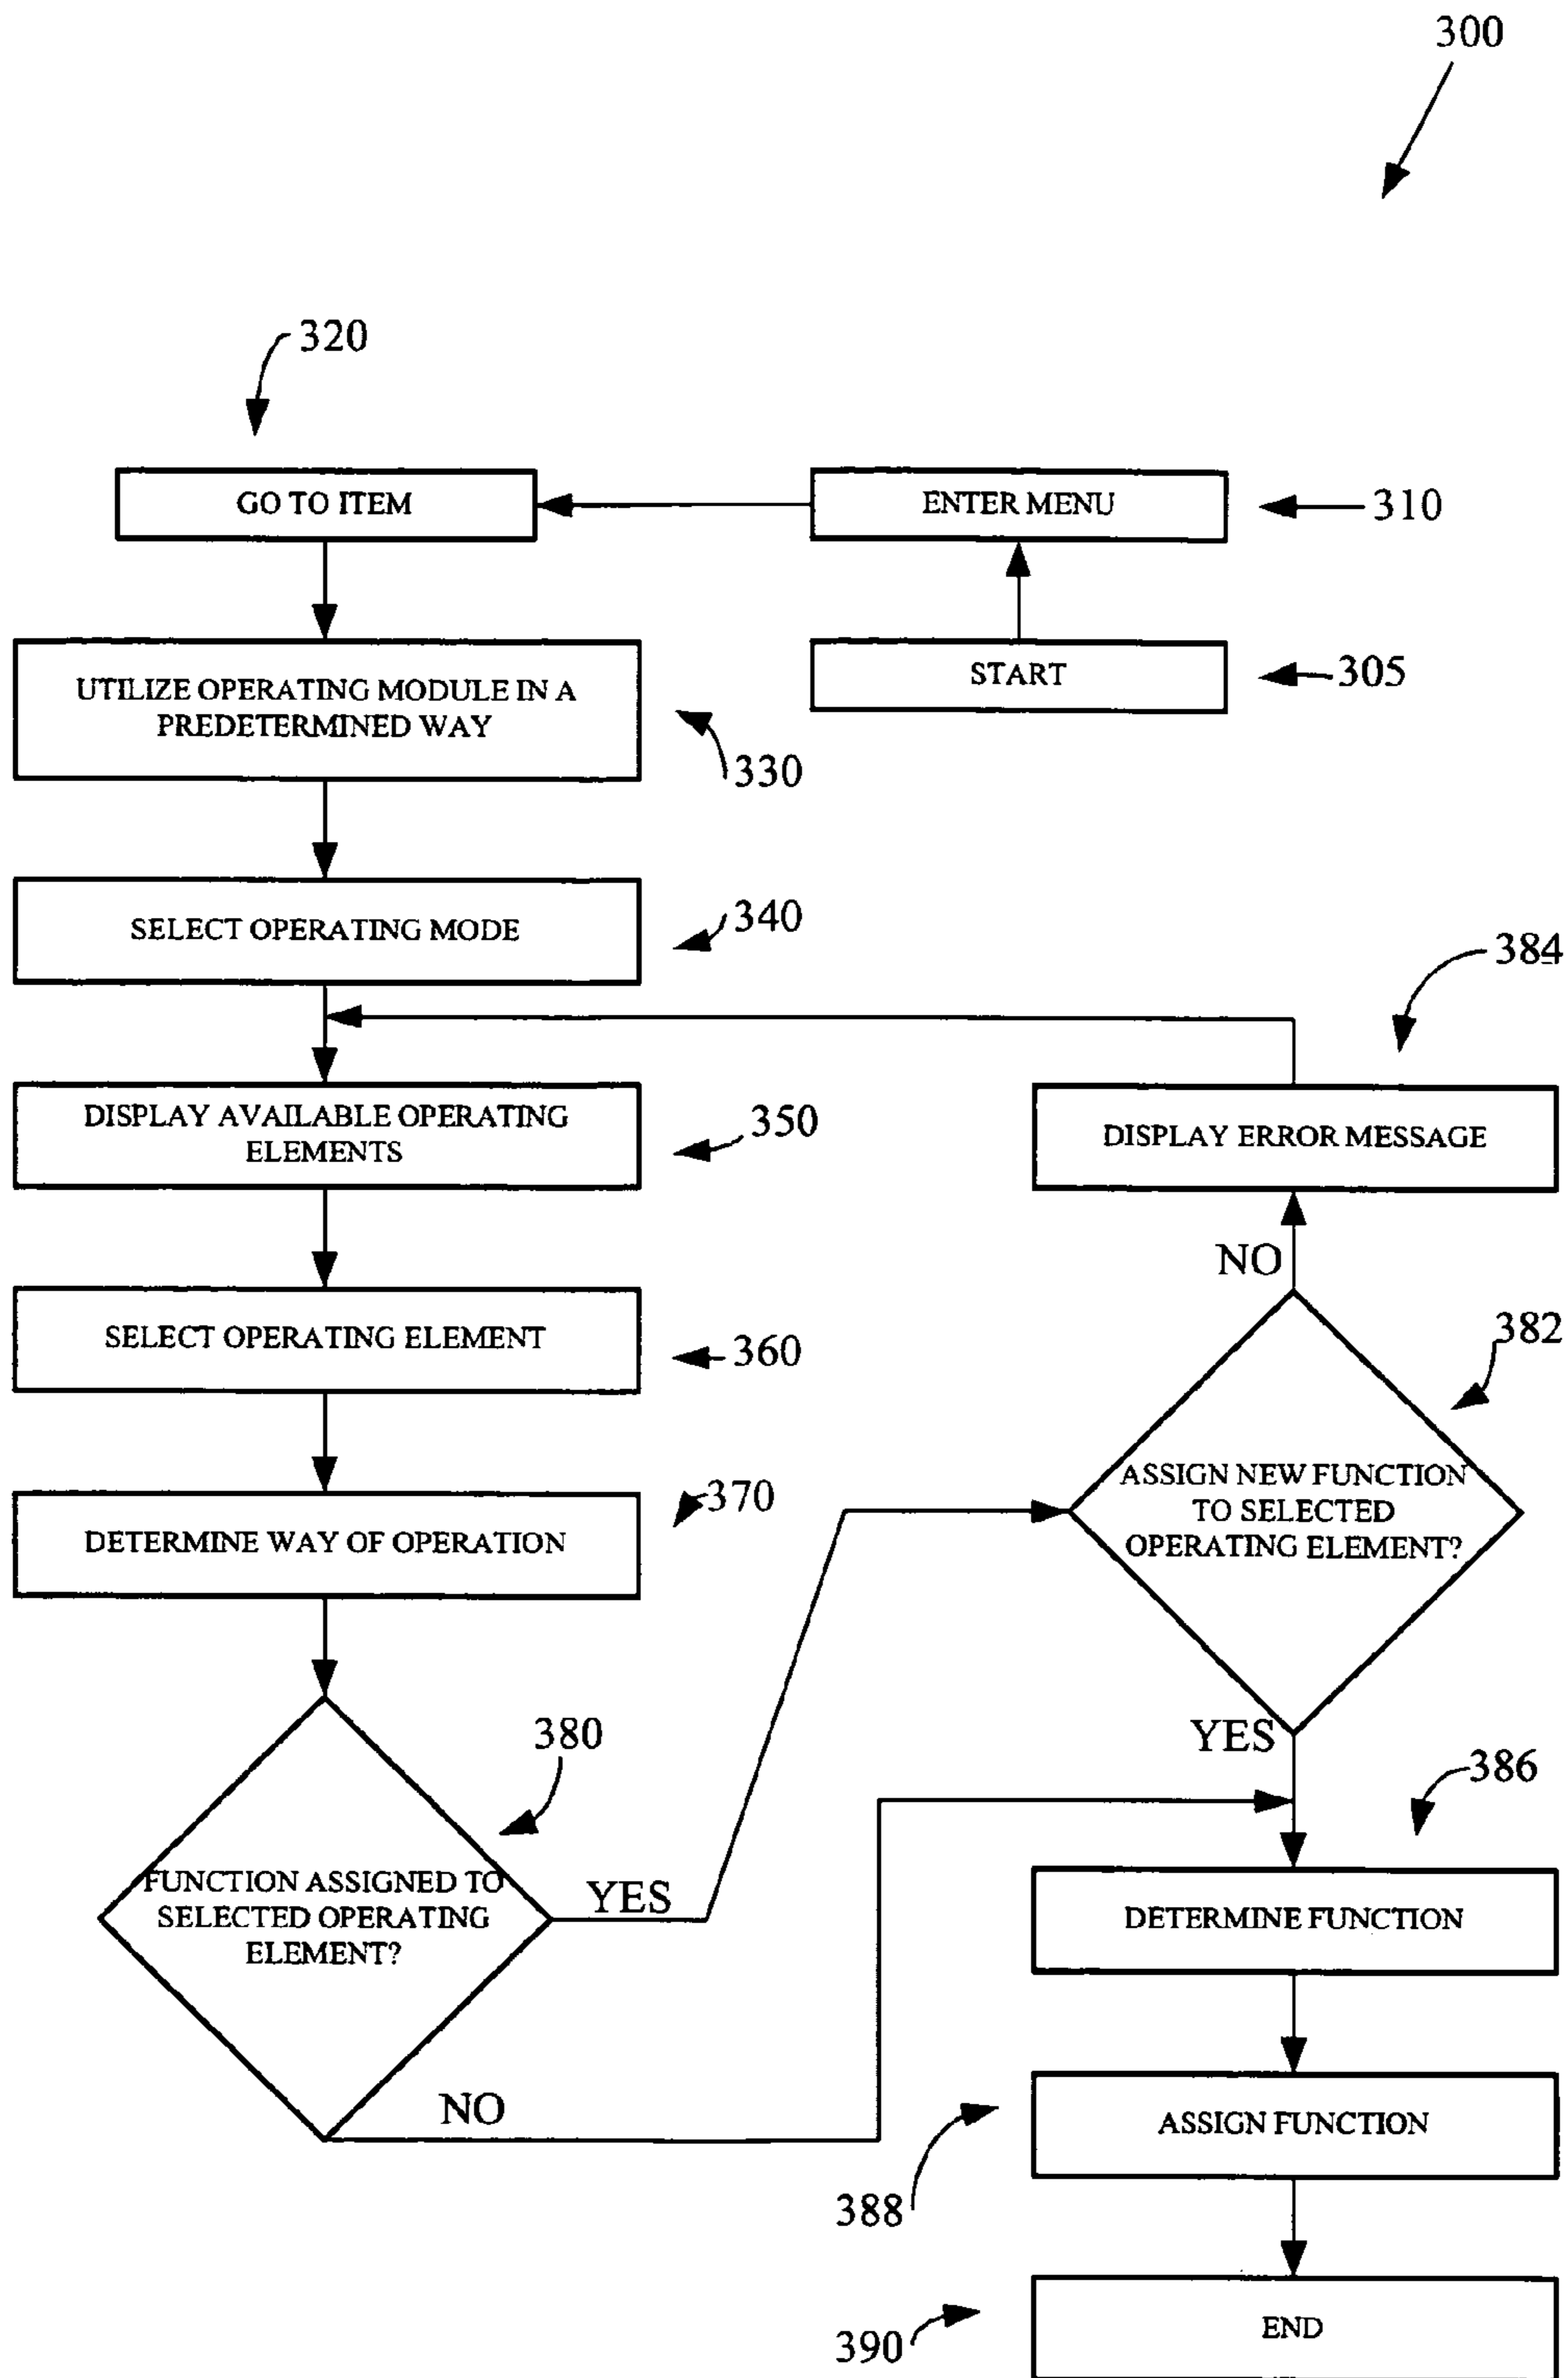 300
320
GO TO ITEM
ENTER MENU
310
START
305
UTILIZE OPERATING MODULE IN A
PREDETERMINED WAY
330
SELECT OPERATING MODE
340
384
DISPLAY AVAILABLE OPERATING
ELEMENTS
350
DISPLAY ERROR MESSAGE
NO
SELECT OPERATING ELEMENT
360
382
ASSIGN NEW FUNCTION
TO SELECTED
OPERATING ELEMENT?
370
DETERMINE WAY OF OPERATION
YES
380
386
FUNCTION ASSIGNED TO
SELECTED OPERATING
ELEMENT?
YES
DETERMINE FUNCTION
NO
ASSIGN FUNCTION
388
END
390